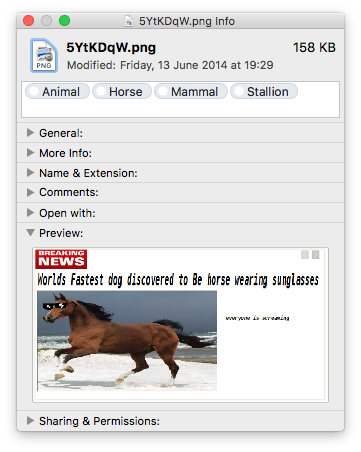 5YtKDqW.png Info
PNG
5YtKDqW.png 158 KB
Modified: Friday, 13 June 2014 at 19:29
Animal Horse Mammal Stallion
General:
More Info:
Name & Extension:
Comments:
Open with:
Preview:
BREAKING
NEWS
Worlds Fastest dog discovered to Be horse wearing sunglasses
everyone is screaming
Sharing & Permissions: